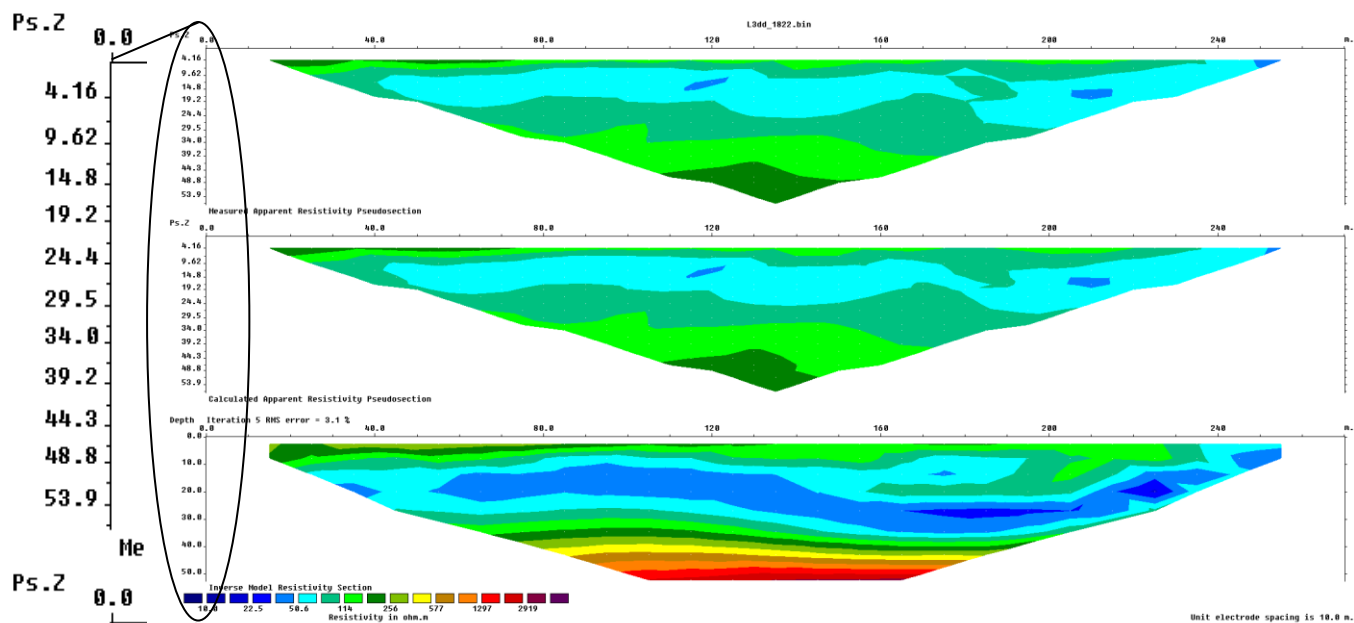 Ps.Z
0.0
4.16
9.62
14.8
19.2
24.4
29.5
34.0
39.2
44.3
48.8
53.9
Me
Ps.Z
0.0
L3dd_1822.bin
Ps.Z 0.0 40.0 80.0 120 160 200 240 m.
4.16
9.62
14.8
19.2
24.4
29.5
34.0
39.2
44.3
48.8
53.9
Measured Apparent Resistivity Pseudosection
Ps.Z 0.0 40.0 80.0 120 160 200 240 m.
4.16
9.62
14.8
19.2
24.4
29.5
34.0
39.2
44.3
48.8
53.9
Calculated Apparent Resistivity Pseudosection
Depth Iteration 5 RMS error = 3.1 %
0.0 0.0 40.0 80.0 120 160 200 240 m.
10.0
20.0
30.0
40.0
50.0
Inverse Model Resistivity Section
10.0 22.5 50.6 114 256 577 1297 2919
Resistivity in ohm.m
Unit electrode spacing is 10.0 m.